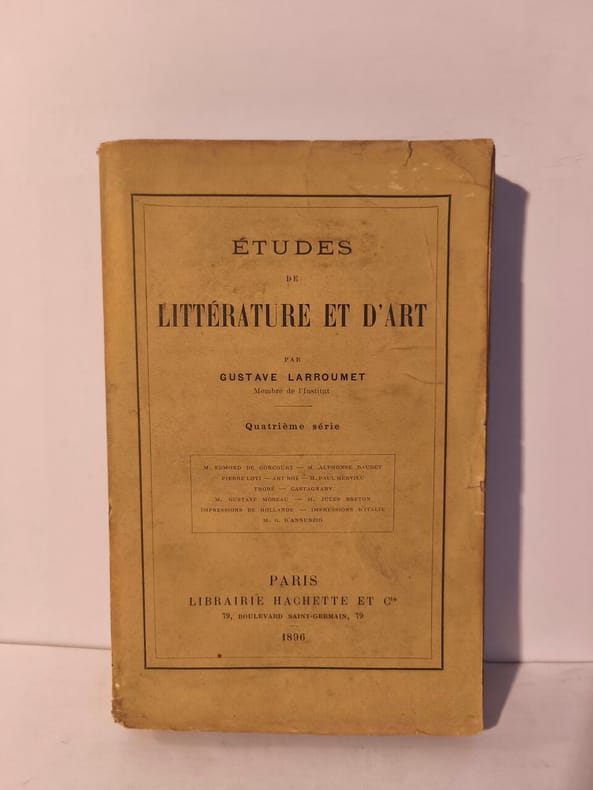 ÉTUDES
DE
LITTÉRATURE ET D'ART
PAR
GUSTAVE LARROUMET
Membre de l'Institut
Quatrième série
M. EDMOND DE GONCOURT — M. ALPHONSE DAUDET
PIERRE LOTI — ART ROË — M. PAUL HERVIEU
THORÉ — CASTAGNARY
M. GUSTAVE MOREAU — M. JULES BRETON
IMPRESSIONS DE HOLLANDE — IMPRESSIONS D'ITALIE
M. G. D'ANNUNZIO
PARIS
LIBRAIRIE HACHETTE ET Cie
79, BOULEVARD SAINT-GERMAIN, 79
1896